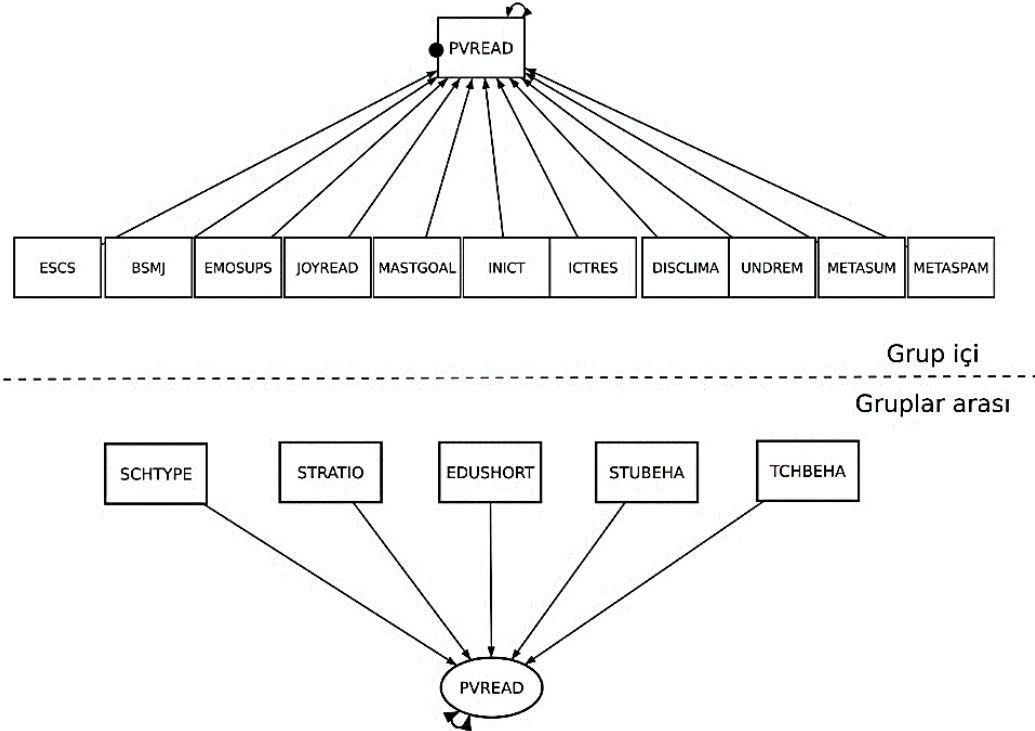 PVREAD
ESCS BSMJ EMOSUPS JOYREAD MASTGOAL INICT ICTRES DISCLIMA UNDREM METASUM METASPAM
Grup içi
Gruplar arası
SCHTYPE STRATIO EDUSHORT STUBEHA TCHBEHA
PVREAD